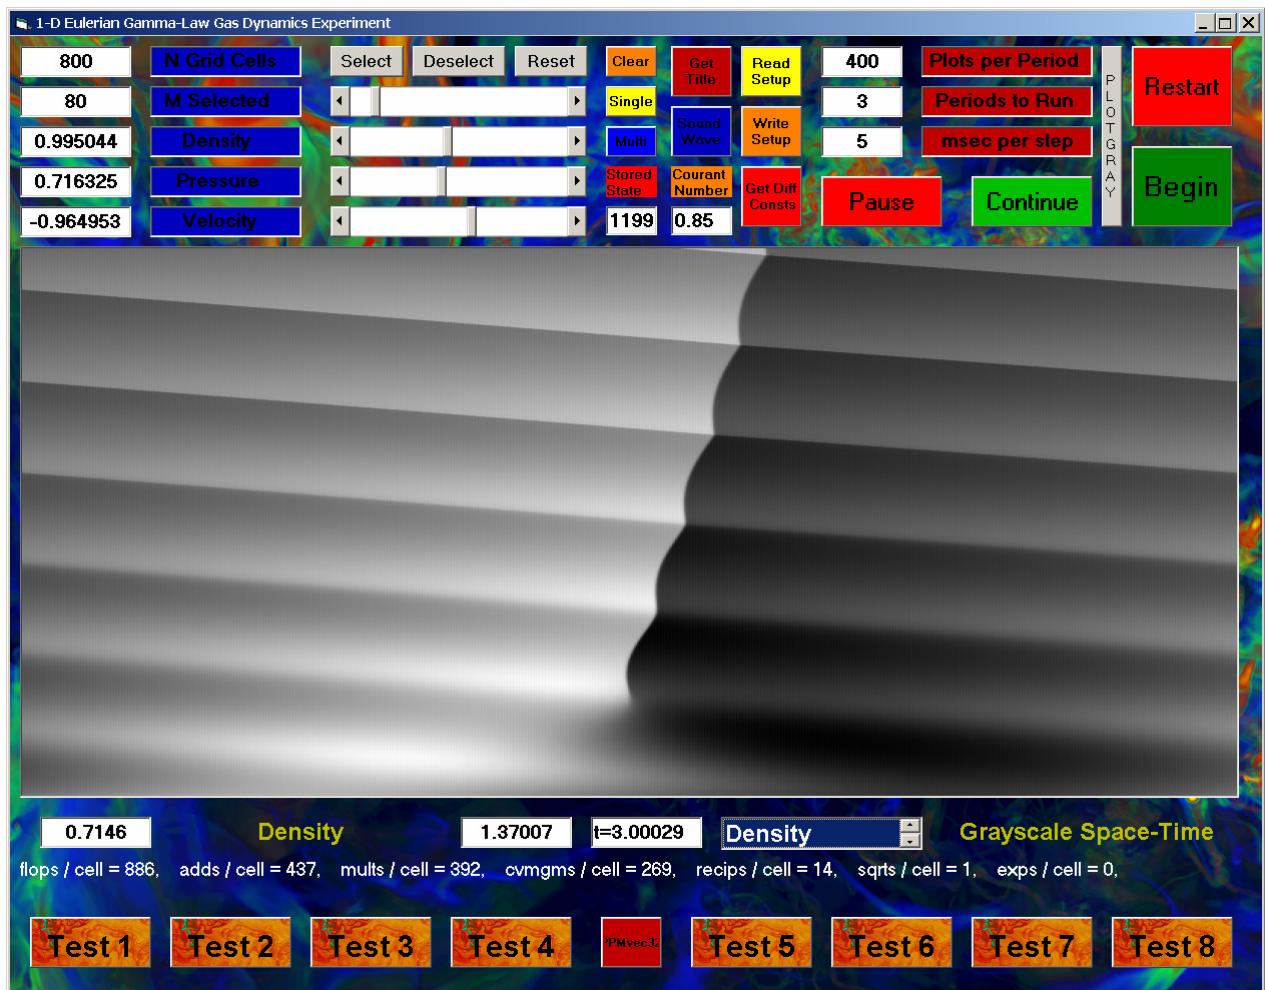 1-D Eulerian Gamma-Law Gas Dynamics Experiment
800 N Grid Cells Select Deselect Reset Clear Get Title Read Setup 400 Plots per Period PLOTGRAY Restart
80 M Selected Single 3 Periods to Run
0.995044 Density Multi Sound Wave Write Setup 5 msec per step
0.716325 Pressure Stored State Courant Number Get Diff Consts Pause Continue Begin
-0.964953 Velocity 1199 0.85
0.7146 Density 1.37007 t=3.00029 Density Grayscale Space-Time
flops / cell = 886, adds / cell = 437, mults / cell = 392, cvmgms / cell = 269, recips / cell = 14, sqrts / cell = 1, exps / cell = 0,
Test 1 Test 2 Test 3 Test 4 PPMvec32 Test 5 Test 6 Test 7 Test 8